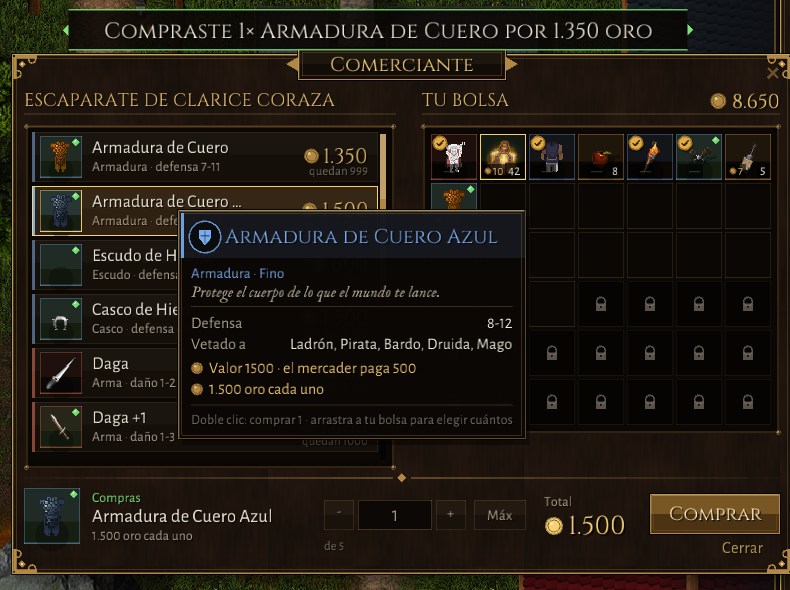 Compraste 1× Armadura de Cuero por 1.350 oro
Comerciante
Escaparate de Clarice Coraza
Tu bolsa
8.650
Armadura de Cuero
Armadura · defensa 7-11
1.350
quedan 999
Armadura de Cuero ...
Armadura
1.500
Escudo de
Escudo · defensa
Casco de
Casco · defensa
Daga
Arma · daño 1-2
Daga +1
Arma · daño 1-3
quedan 1000
10 42
8
7 5
Armadura de Cuero Azul
Armadura · Fino
Protege el cuerpo de lo que el mundo te lance.
Defensa 8-12
Vetado a Ladrón, Pirata, Bardo, Druida, Mago
Valor 1500 · el mercader paga 500
1.500 oro cada uno
Doble clic: comprar 1 · arrastra a tu bolsa para elegir cuántos
Compras
Armadura de Cuero Azul
1.500 oro cada uno
- 1 + Máx
de 5
Total
1.500
Comprar
Cerrar